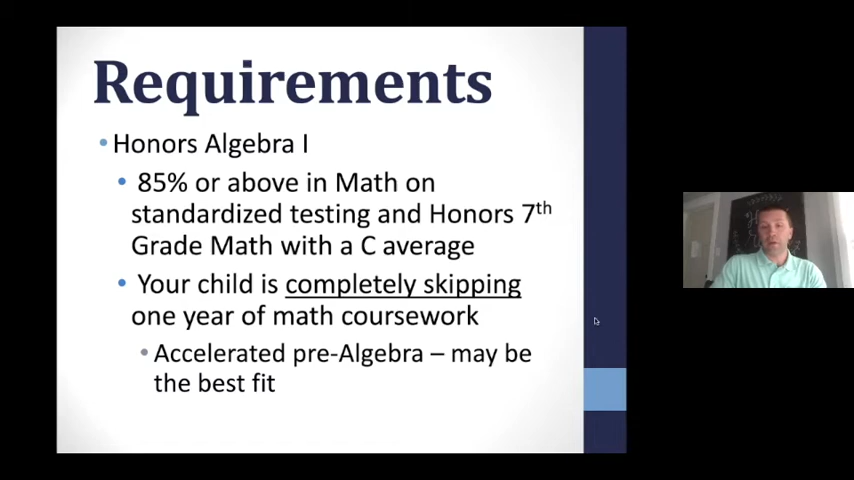 Requirements
• Honors Algebra I
• 85% or above in Math on
standardized testing and Honors 7th
Grade Math with a C average
• Your child is completely skipping
one year of math coursework
• Accelerated pre-Algebra – may be
the best fit